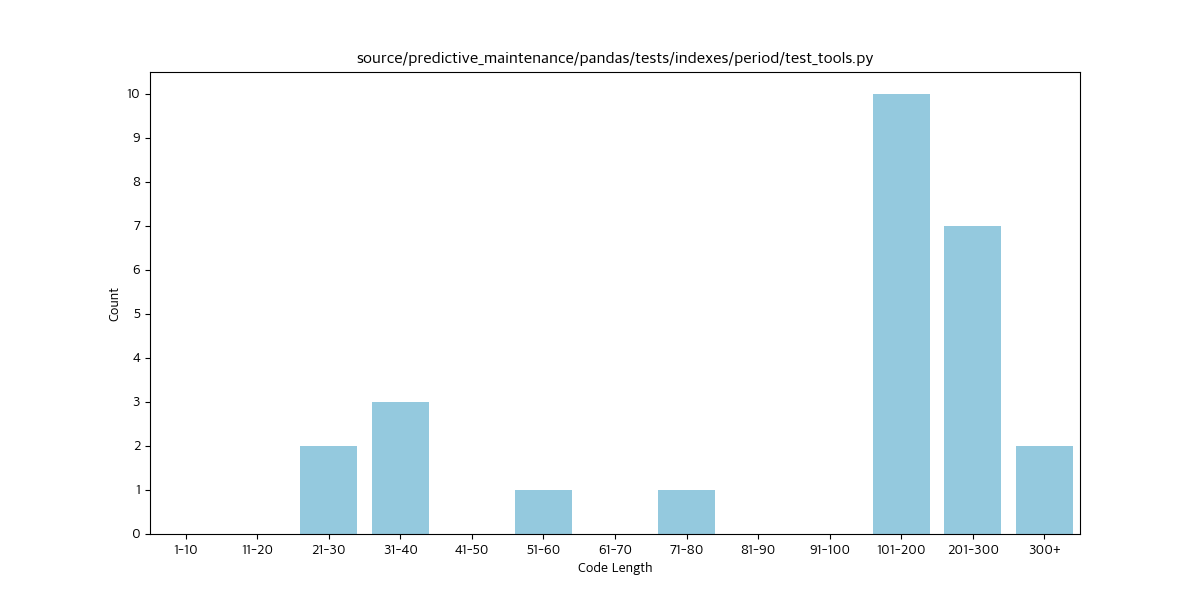 source/predictive_maintenance/pandas/tests/indexes/period/test_tools.py
10
9
8
7
6
5
4
3
2
1
0
Count
1-10 11-20 21-30 31-40 41-50 51-60 61-70 71-80 81-90 91-100 101-200 201-300 300+
Code Length